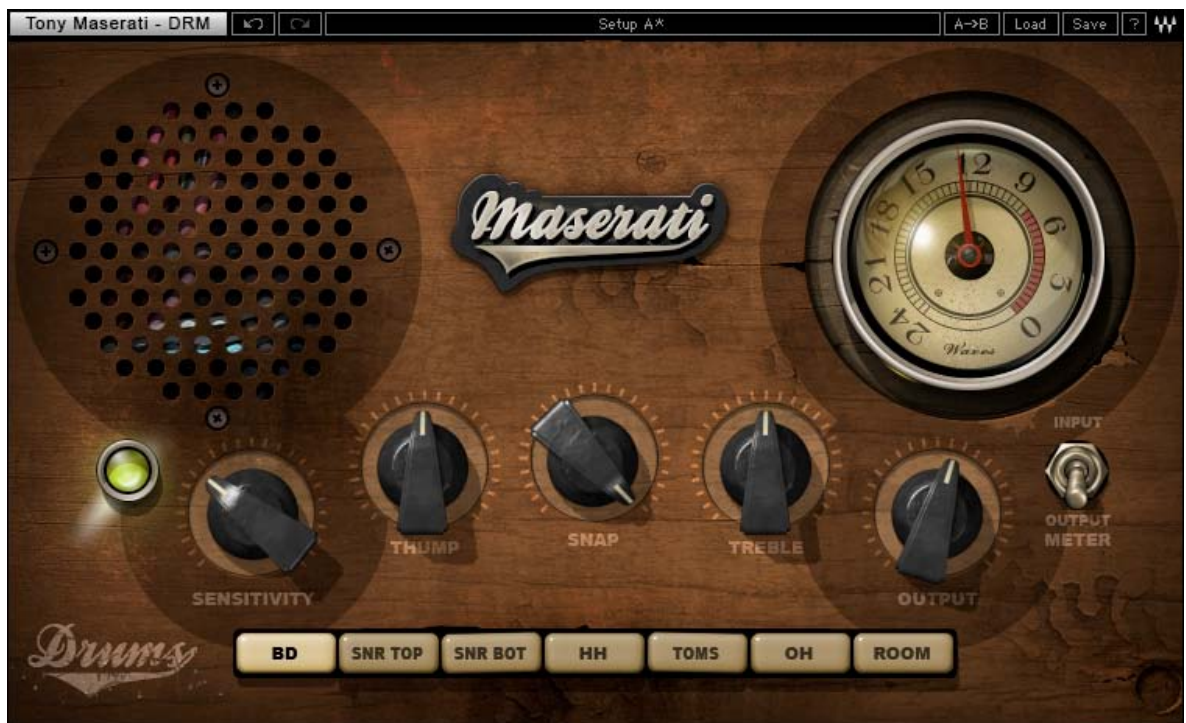 Tony Maserati - DRM
Setup A*
A->B Load Save ?
Maserati
15 12 9
18 6
21 3
24 0
Waves
INPUT
OUTPUT
METER
THUMP
SNAP
TREBLE
SENSITIVITY
OUTPUT
Drums
BD SNR TOP SNR BOT HH TOMS OH ROOM